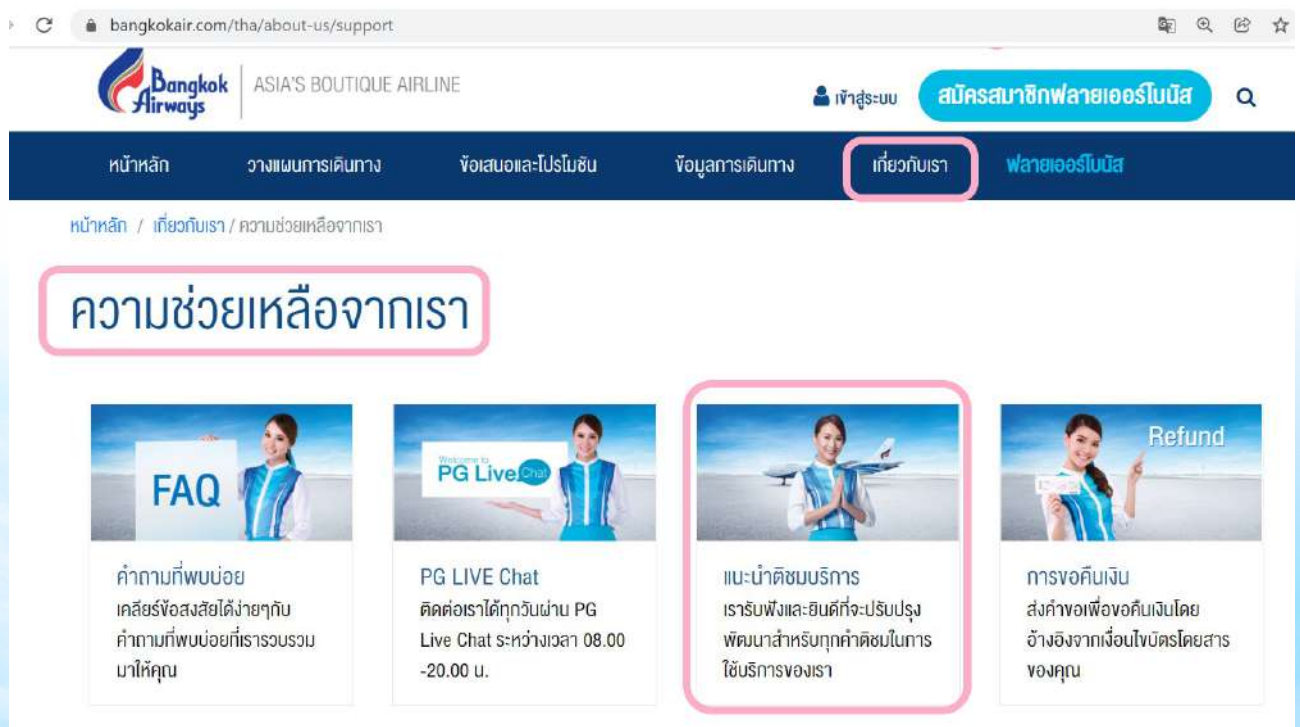 bangkokair.com/tha/about-us/support
Bangkok Airways
ASIA'S BOUTIQUE AIRLINE
เข้าสู่ระบบ
สมัครสมาชิกฟลายเออร์โบนัส
หน้าหลัก วางแผนการเดินทาง ข้อเสนอและโปรโมชัน ข้อมูลการเดินทาง เกี่ยวกับเรา ฟลายเออร์โบนัส
หน้าหลัก / เกี่ยวกับเรา / ความช่วยเหลือจากเรา
ความช่วยเหลือจากเรา
FAQ
คำถามที่พบบ่อย
เคลียร์ข้อสงสัยได้ง่ายๆกับ
คำถามที่พบบ่อยที่เรารวบรวม
มาให้คุณ
Welcome to
PG Live Chat
PG LIVE Chat
ติดต่อเราได้ทุกวันผ่าน PG
Live Chat ระหว่างเวลา 08.00
-20.00 น.
แนะนำติชมบริการ
เรารับฟังและยินดีที่จะปรับปรุง
พัฒนาสำหรับทุกคำติชมในการ
ใช้บริการของเรา
Refund
การขอคืนเงิน
ส่งคำขอเพื่อขอคืนเงินโดย
อ้างอิงจากเงื่อนไขบัตรโดยสาร
ของคุณ